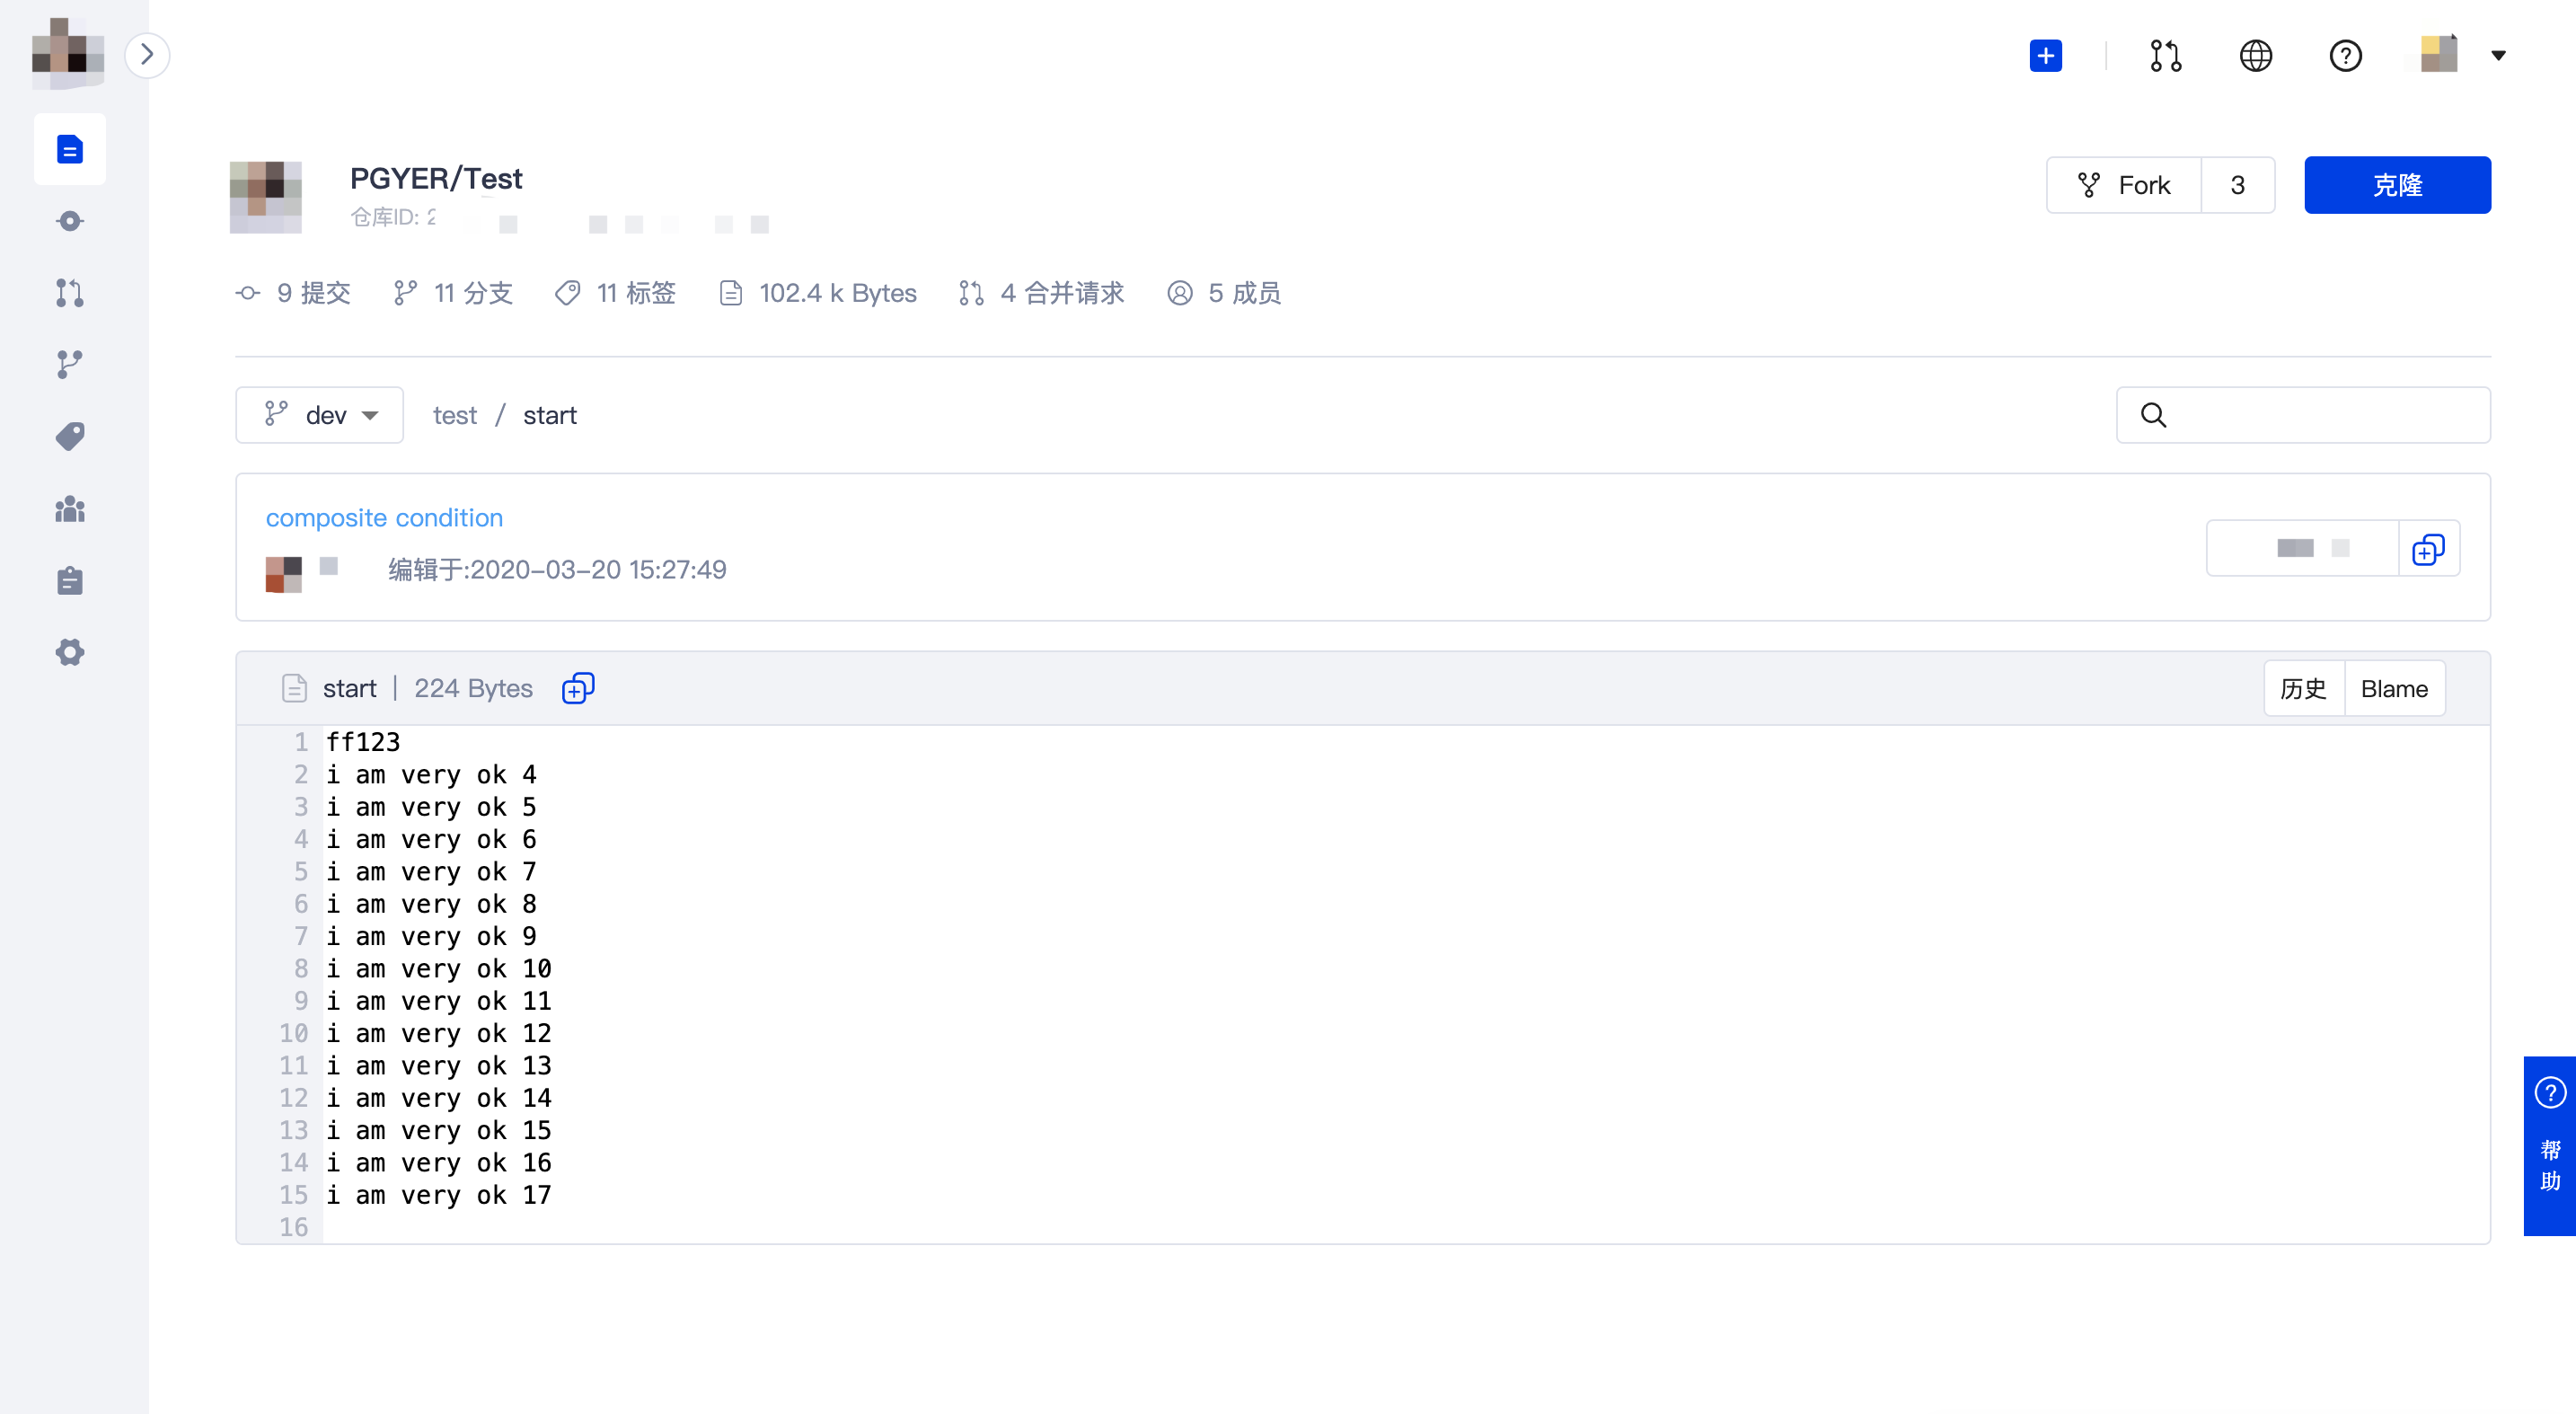 PGYER/Test
仓库ID: 2
Fork 3 克隆
9 提交 11 分支 11 标签 102.4 k Bytes 4 合并请求 5 成员
dev test / start
composite condition
编辑于:2020-03-20 15:27:49
start | 224 Bytes 历史 Blame
1 ff123
2 i am very ok 4
3 i am very ok 5
4 i am very ok 6
5 i am very ok 7
6 i am very ok 8
7 i am very ok 9
8 i am very ok 10
9 i am very ok 11
10 i am very ok 12
11 i am very ok 13
12 i am very ok 14
13 i am very ok 15
14 i am very ok 16
15 i am very ok 17
16
帮助